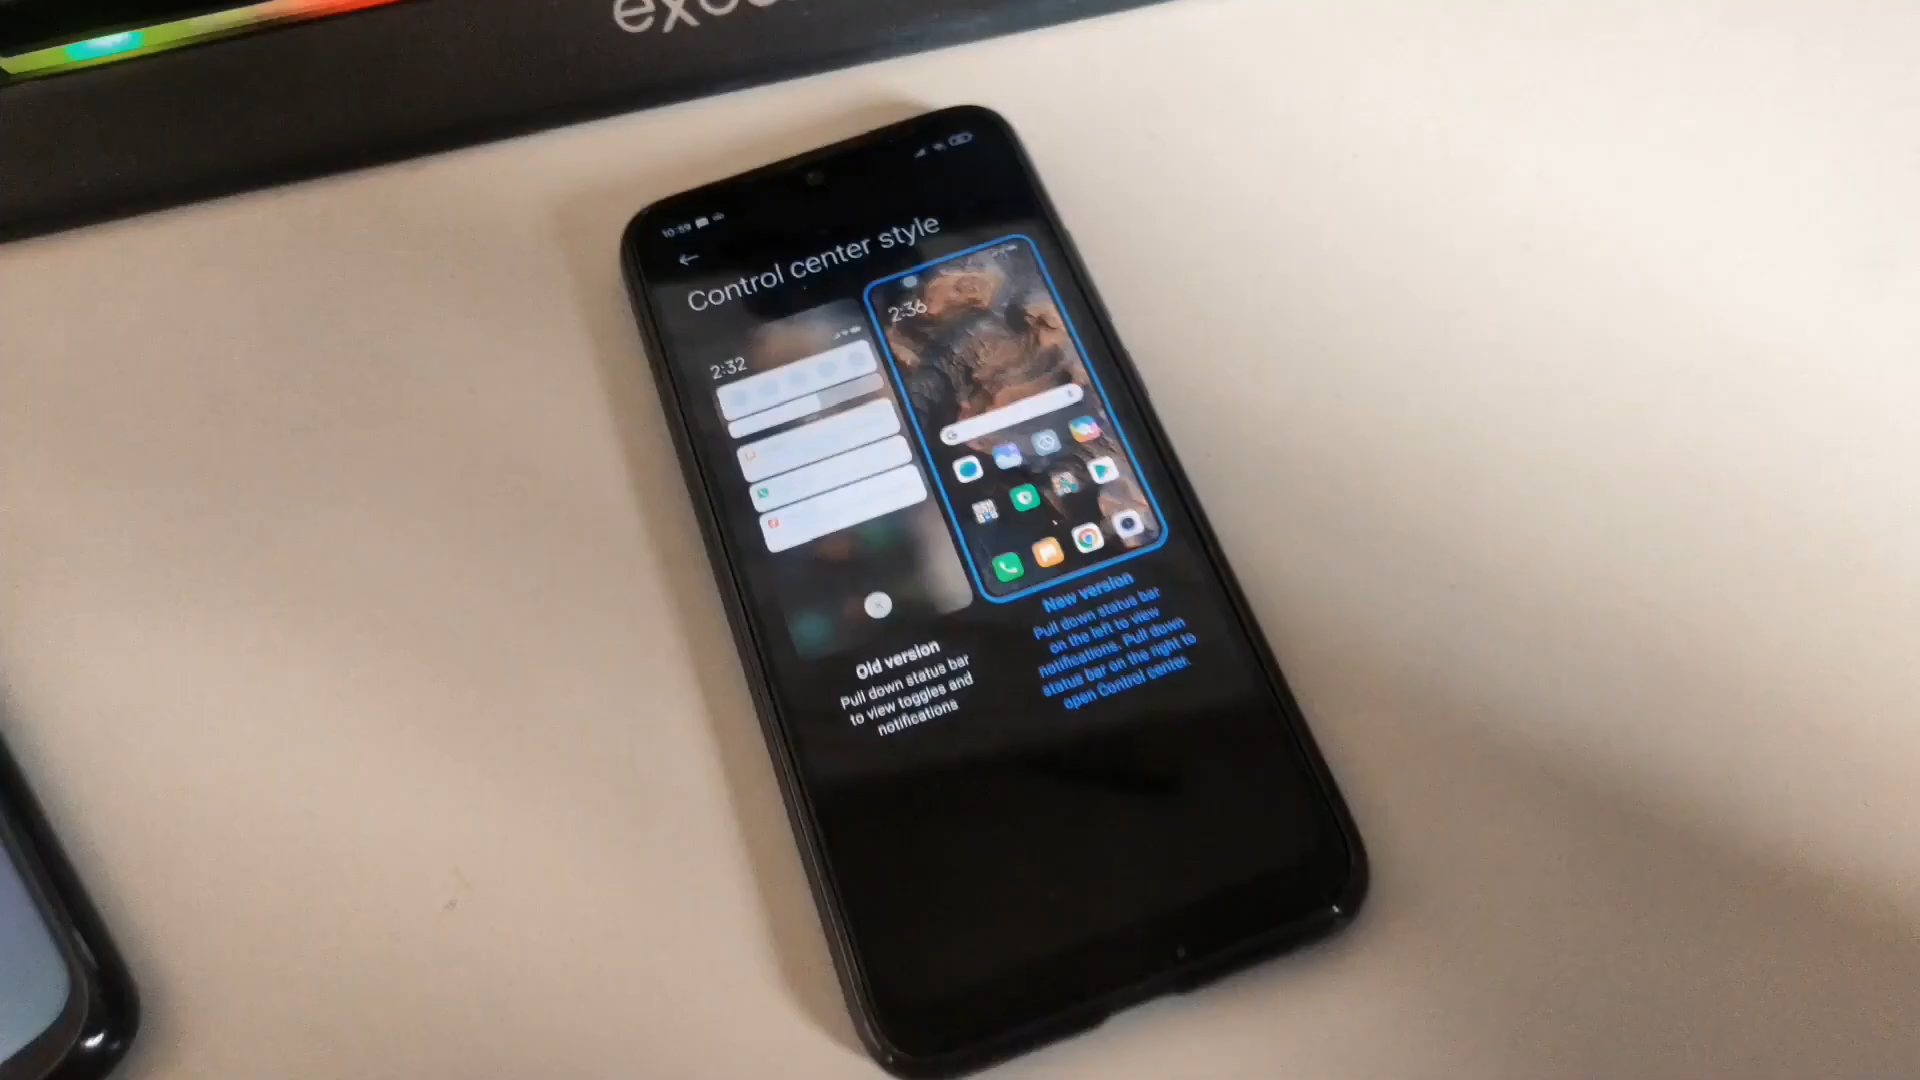 10:59
Control center style
2:32
2:36
Old version
Pull down status bar
to view toggles and
notifications
New version
Pull down status bar
on the left to view
notifications. Pull down
status bar on the right to
open Control center.